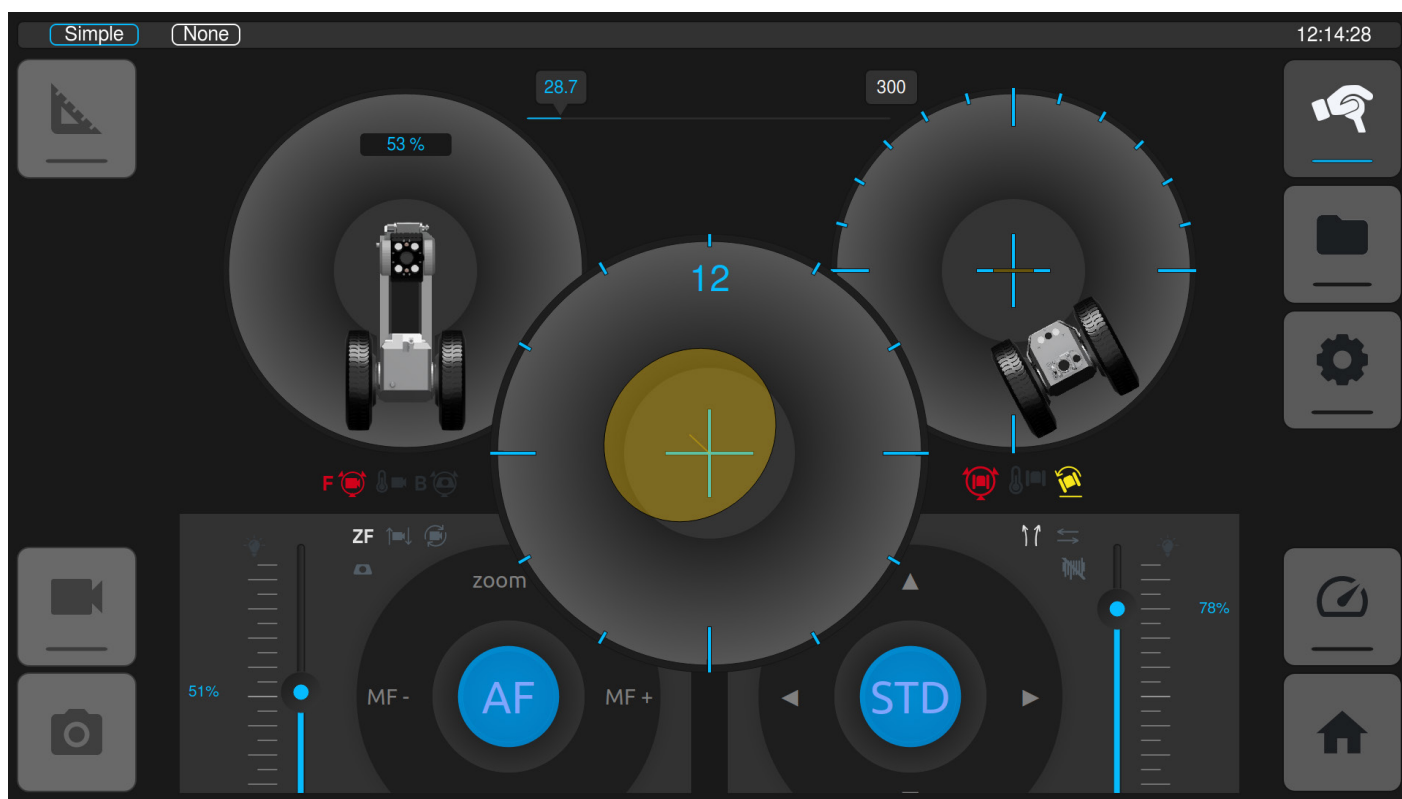 Simple None 12:14:28
28.7 300
53 %
12
F B
ZF
zoom
78%
51%
MF - AF MF + STD